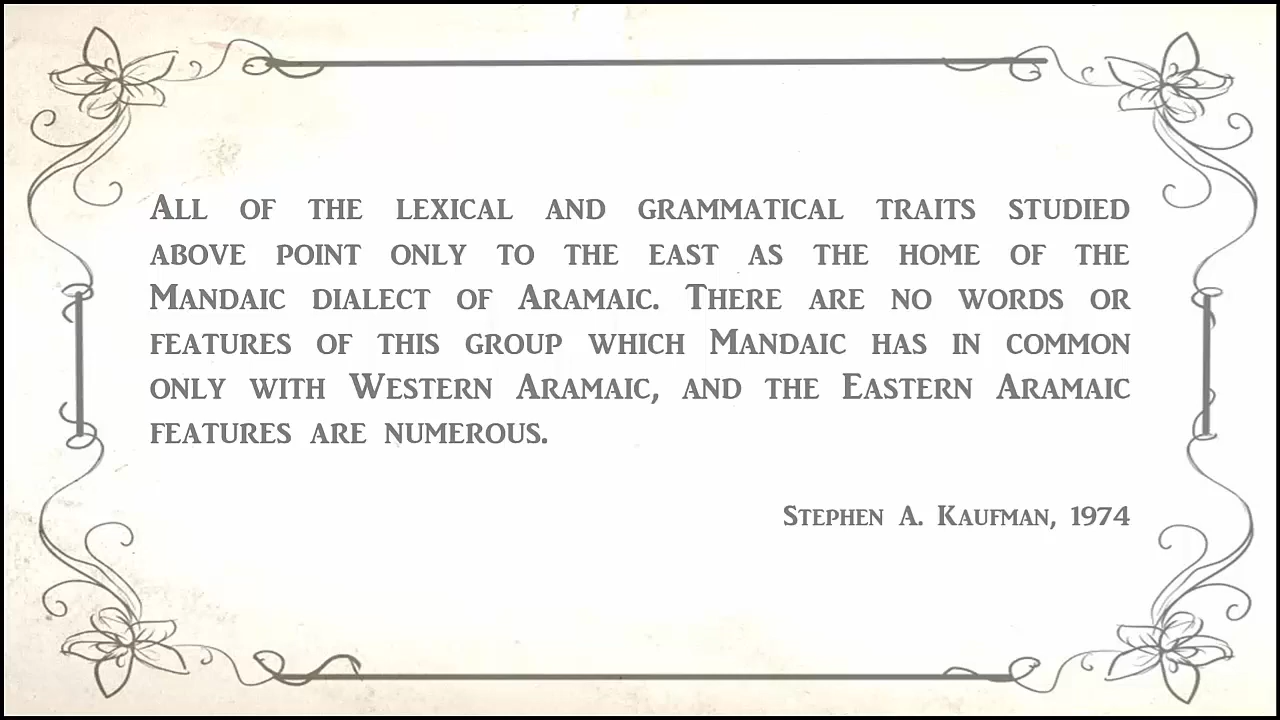 All of the lexical and grammatical traits studied
above point only to the east as the home of the
Mandaic dialect of Aramaic. There are no words or
features of this group which Mandaic has in common
only with Western Aramaic, and the Eastern Aramaic
features are numerous.
Stephen A. Kaufman, 1974